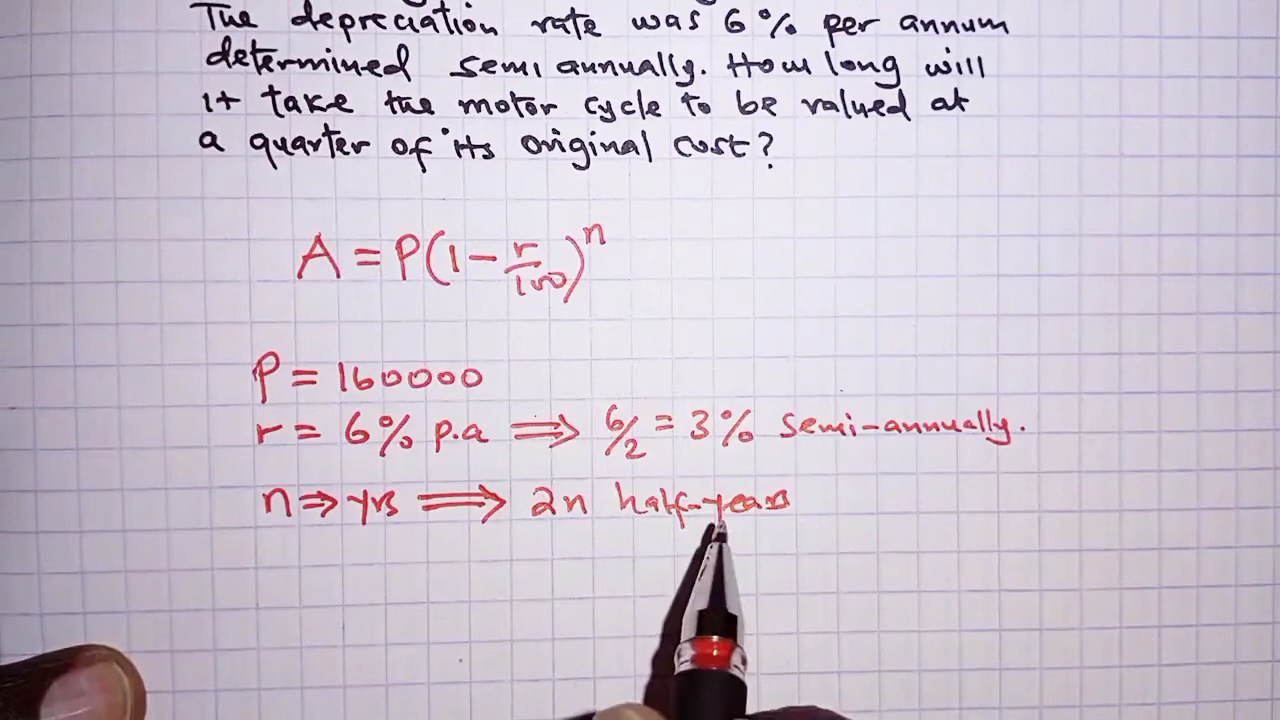 The depreciation rate was 6% per annum
determined semi annually. How long will
it take the motor cycle to be valued at
a quarter of its original cost?
A = P(1 - r/100)^n
P = 160000
r = 6% p.a ⟹ 6/2 = 3% semi-annually.
n ⇒ yrs ⟹ 2n half-years